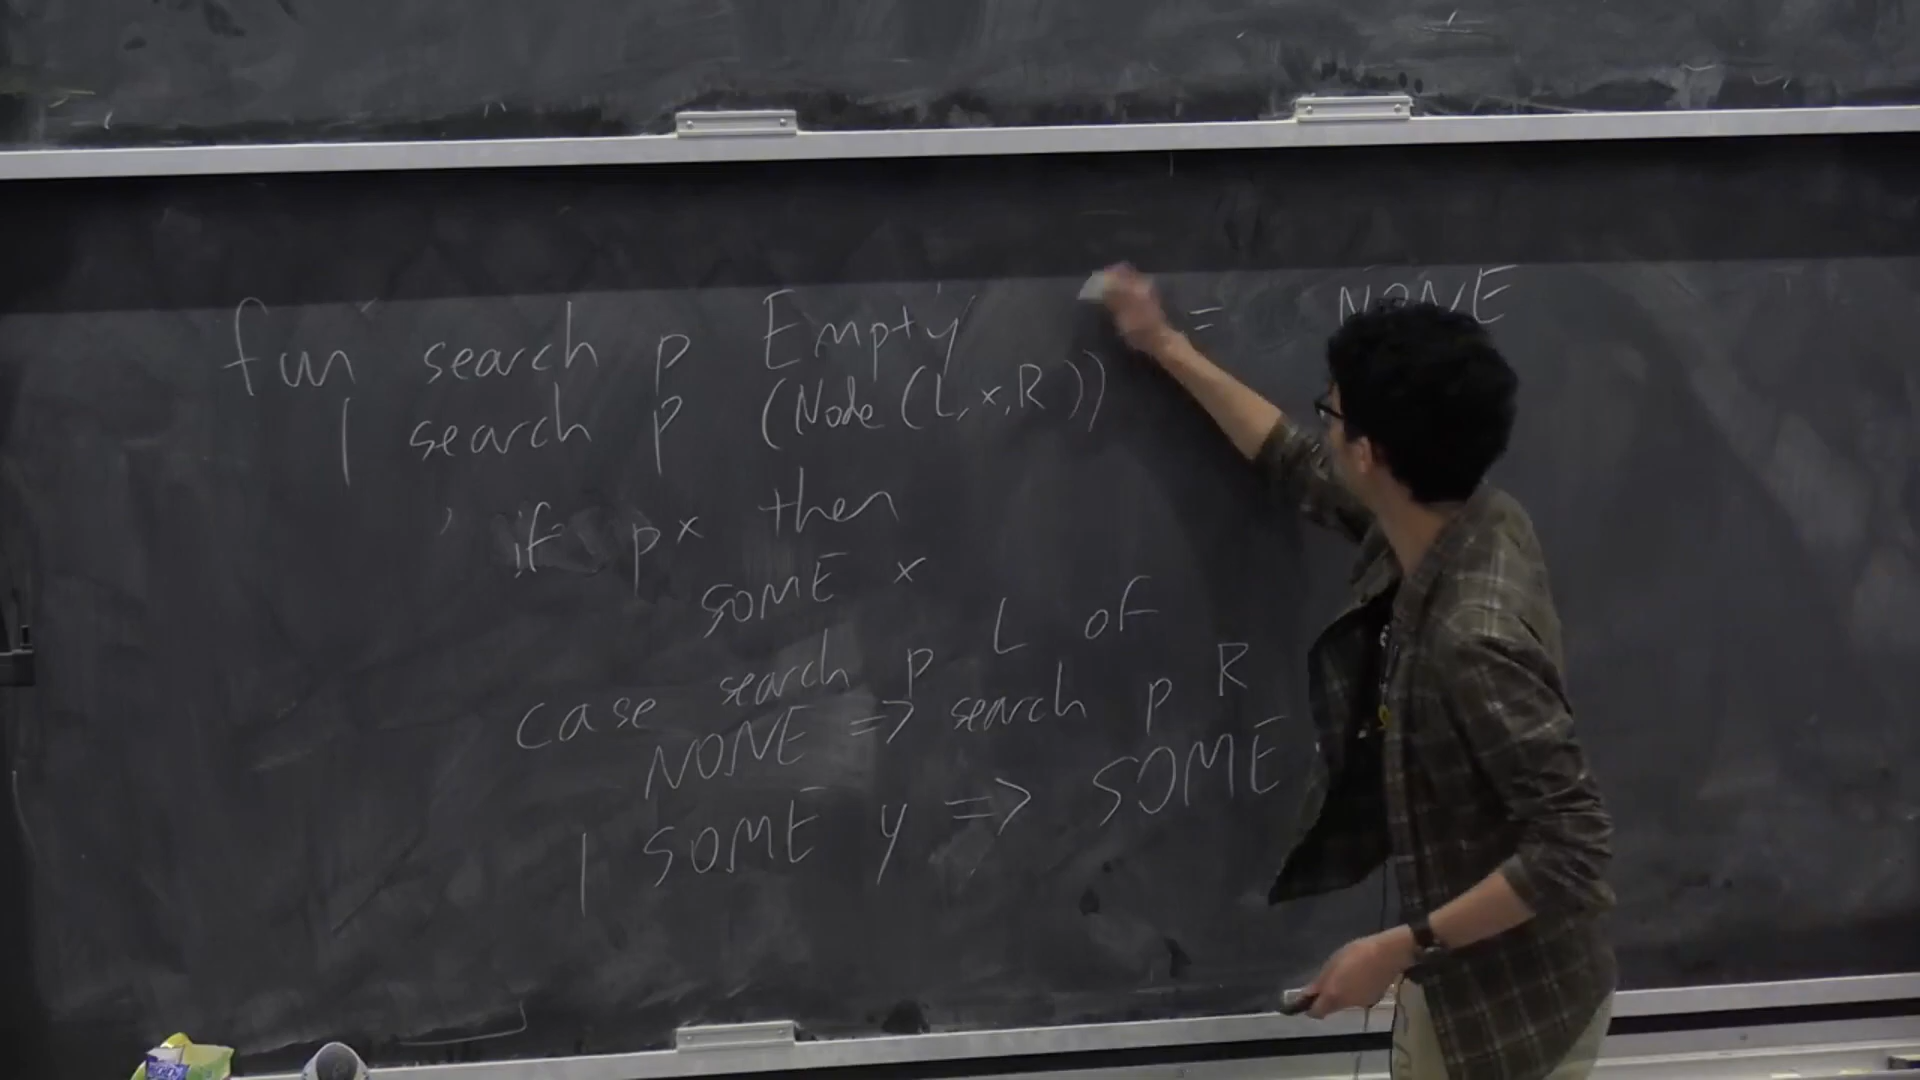 fun search p Empty = NONE
| search p (Node (L, x, R))
if p x then
SOME x
case search p L of
NONE => search p R
| SOME y => SOME